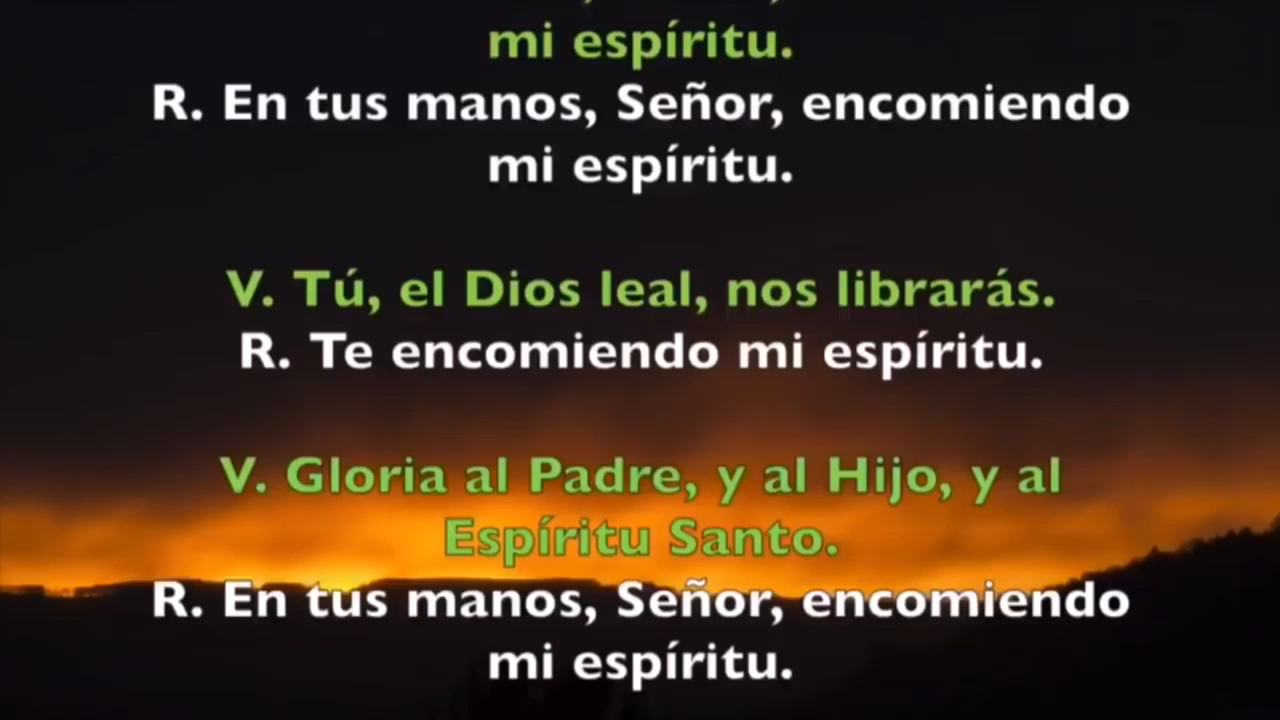 mi espíritu.
R. En tus manos, Señor, encomiendo
mi espíritu.
V. Tú, el Dios leal, nos librarás.
R. Te encomiendo mi espíritu.
V. Gloria al Padre, y al Hijo, y al
Espíritu Santo.
R. En tus manos, Señor, encomiendo
mi espíritu.